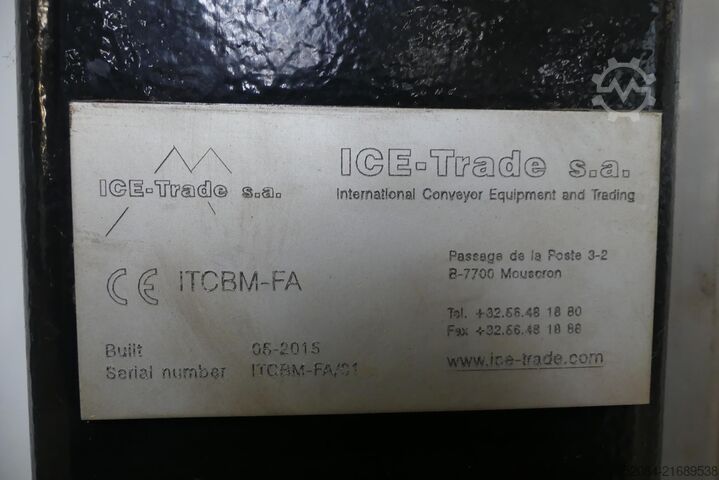 ICE-Trade s.a.
ICE-Trade s.a.
International Conveyor Equipment and Trading
Passage de la Poste 3-2
B-7700 Mouscron
CE ITCBM-FA
Tel. +32.56.48 18 80
Fax +32.56.48 18 88
Built 05-2015
Serial number ITCBM-FA/01
www.ice-trade.com